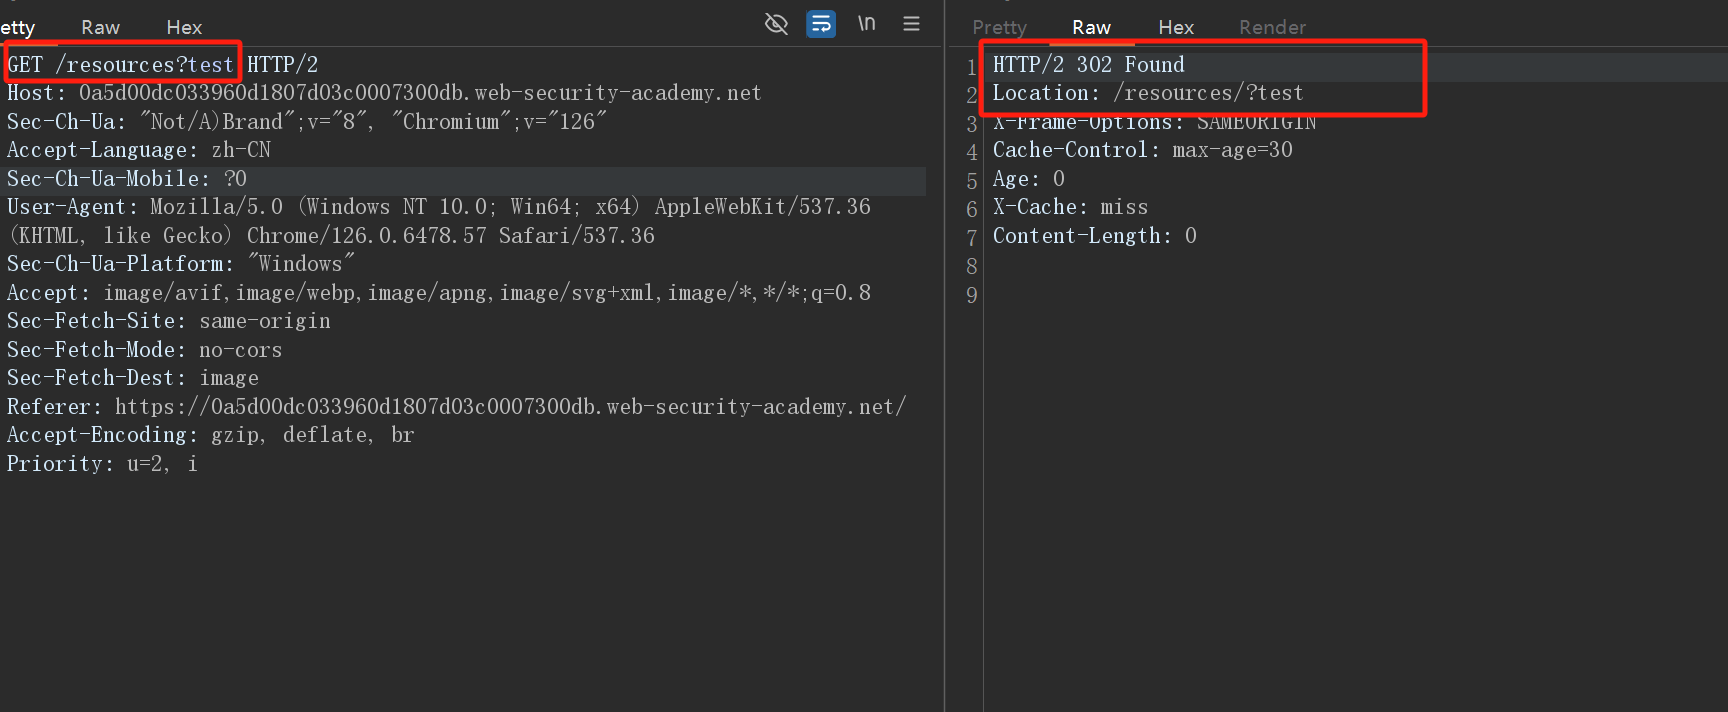 etty Raw Hex \n
GET /resources?test HTTP/2
Host: 0a5d00dc033960d1807d03c0007300db.web-security-academy.net
Sec-Ch-Ua: "Not/A)Brand";v="8", "Chromium";v="126"
Accept-Language: zh-CN
Sec-Ch-Ua-Mobile: ?0
User-Agent: Mozilla/5.0 (Windows NT 10.0; Win64; x64) AppleWebKit/537.36
(KHTML, like Gecko) Chrome/126.0.6478.57 Safari/537.36
Sec-Ch-Ua-Platform: "Windows"
Accept: image/avif,image/webp,image/apng,image/svg+xml,image/*,*/*;q=0.8
Sec-Fetch-Site: same-origin
Sec-Fetch-Mode: no-cors
Sec-Fetch-Dest: image
Referer: https://0a5d00dc033960d1807d03c0007300db.web-security-academy.net/
Accept-Encoding: gzip, deflate, br
Priority: u=2, i
Pretty Raw Hex Render
1 HTTP/2 302 Found
2 Location: /resources/?test
3 X-Frame-Options: SAMEORIGIN
4 Cache-Control: max-age=30
5 Age: 0
6 X-Cache: miss
7 Content-Length: 0
8
9